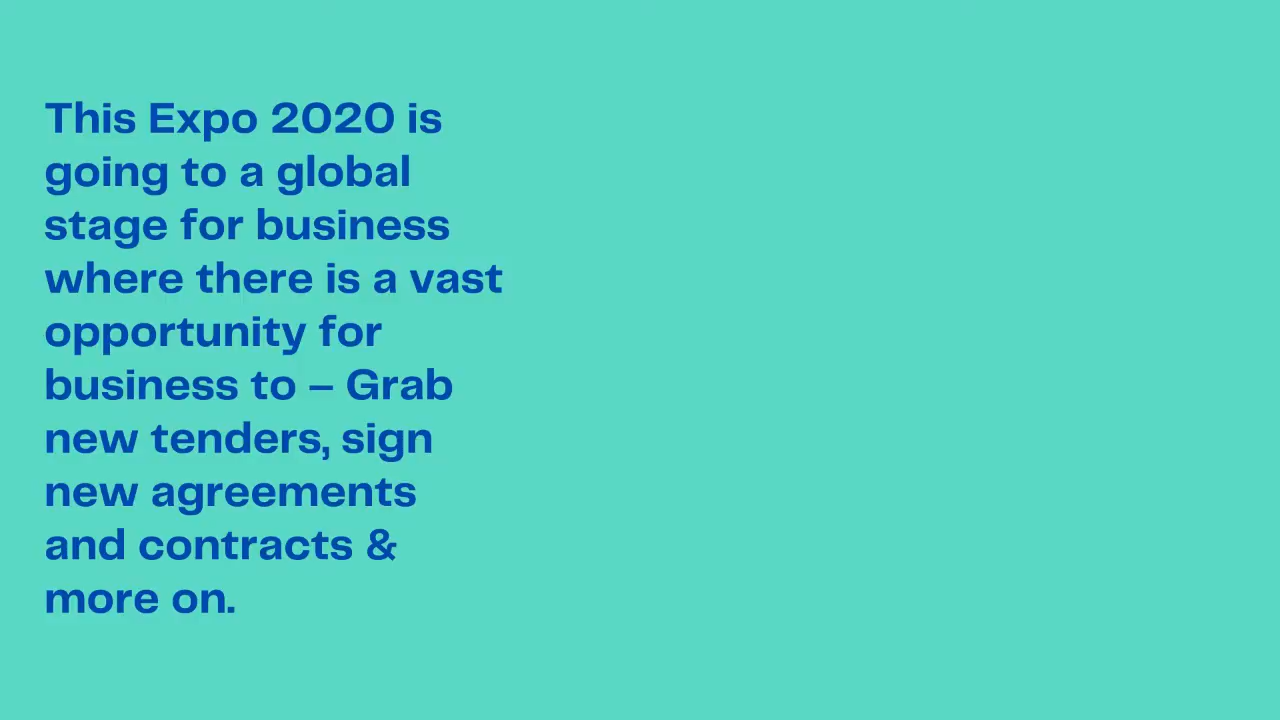 This Expo 2020 is
going to a global
stage for business
where there is a vast
opportunity for
business to – Grab
new tenders, sign
new agreements
and contracts &
more on.